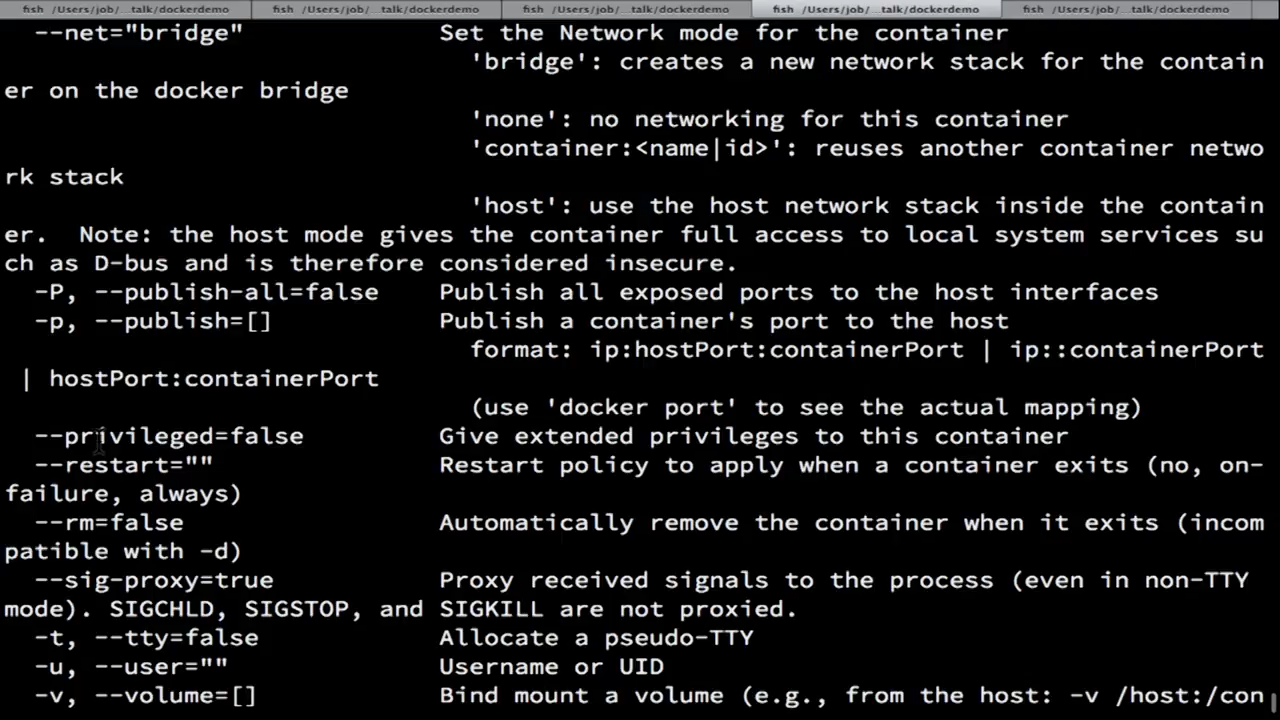 fish /Users/job/...talk/dockerdemo fish /Users/job/...talk/dockerdemo fish /Users/job/...talk/dockerdemo fish /Users/job/...talk/dockerdemo fish /Users/job/...talk/dockerdemo
--net="bridge" Set the Network mode for the container
'bridge': creates a new network stack for the contain
er on the docker bridge
'none': no networking for this container
'container:<name|id>': reuses another container netwo
rk stack
'host': use the host network stack inside the contain
er.  Note: the host mode gives the container full access to local system services su
ch as D-bus and is therefore considered insecure.
-P, --publish-all=false Publish all exposed ports to the host interfaces
-p, --publish=[] Publish a container's port to the host
format: ip:hostPort:containerPort | ip::containerPort
| hostPort:containerPort
(use 'docker port' to see the actual mapping)
--privileged=false Give extended privileges to this container
--restart="" Restart policy to apply when a container exits (no, on-
failure, always)
--rm=false Automatically remove the container when it exits (incom
patible with -d)
--sig-proxy=true Proxy received signals to the process (even in non-TTY
mode). SIGCHLD, SIGSTOP, and SIGKILL are not proxied.
-t, --tty=false Allocate a pseudo-TTY
-u, --user="" Username or UID
-v, --volume=[] Bind mount a volume (e.g., from the host: -v /host:/con